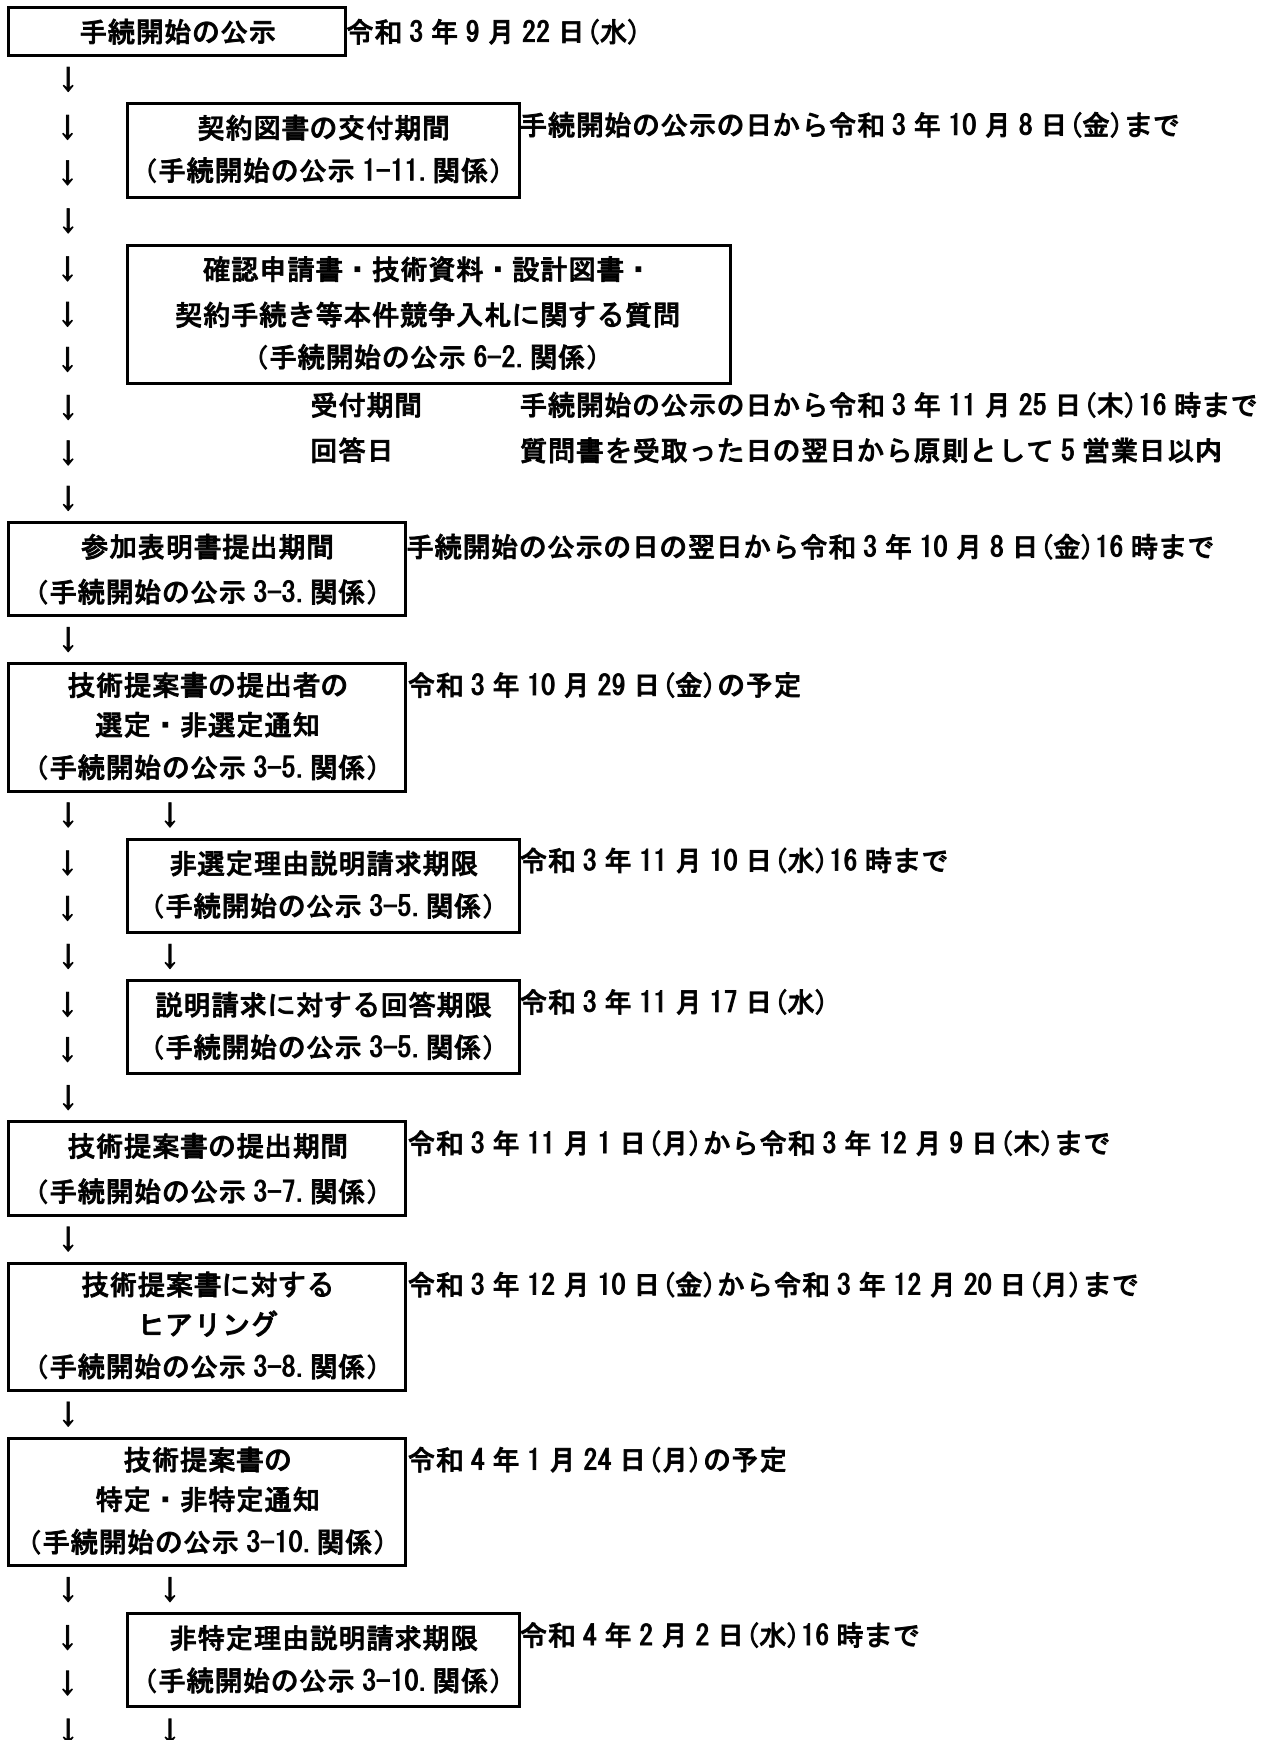 手続開始の公示 令和3年9月22日(水)
↓
↓ 契約図書の交付期間 手続開始の公示の日から令和3年10月8日(金)まで
↓ (手続開始の公示1-11.関係)
↓
↓ 確認申請書・技術資料・設計図書・
↓ 契約手続き等本件競争入札に関する質問
↓ (手続開始の公示6-2.関係)
↓ 受付期間 手続開始の公示の日から令和3年11月25日(木)16時まで
↓ 回答日 質問書を受取った日の翌日から原則として5営業日以内
↓
参加表明書提出期間 手続開始の公示の日の翌日から令和3年10月8日(金)16時まで
(手続開始の公示3-3.関係)
↓
技術提案書の提出者の 令和3年10月29日(金)の予定
選定・非選定通知
(手続開始の公示3-5.関係)
↓ ↓
↓ 非選定理由説明請求期限 令和3年11月10日(水)16時まで
↓ (手続開始の公示3-5.関係)
↓ ↓
↓ 説明請求に対する回答期限 令和3年11月17日(水)
↓ (手続開始の公示3-5.関係)
↓
技術提案書の提出期間 令和3年11月1日(月)から令和3年12月9日(木)まで
(手続開始の公示3-7.関係)
↓
技術提案書に対する 令和3年12月10日(金)から令和3年12月20日(月)まで
ヒアリング
(手続開始の公示3-8.関係)
↓
技術提案書の 令和4年1月24日(月)の予定
特定・非特定通知
(手続開始の公示3-10.関係)
↓ ↓
↓ 非特定理由説明請求期限 令和4年2月2日(水)16時まで
↓ (手続開始の公示3-10.関係)
↓ ↓